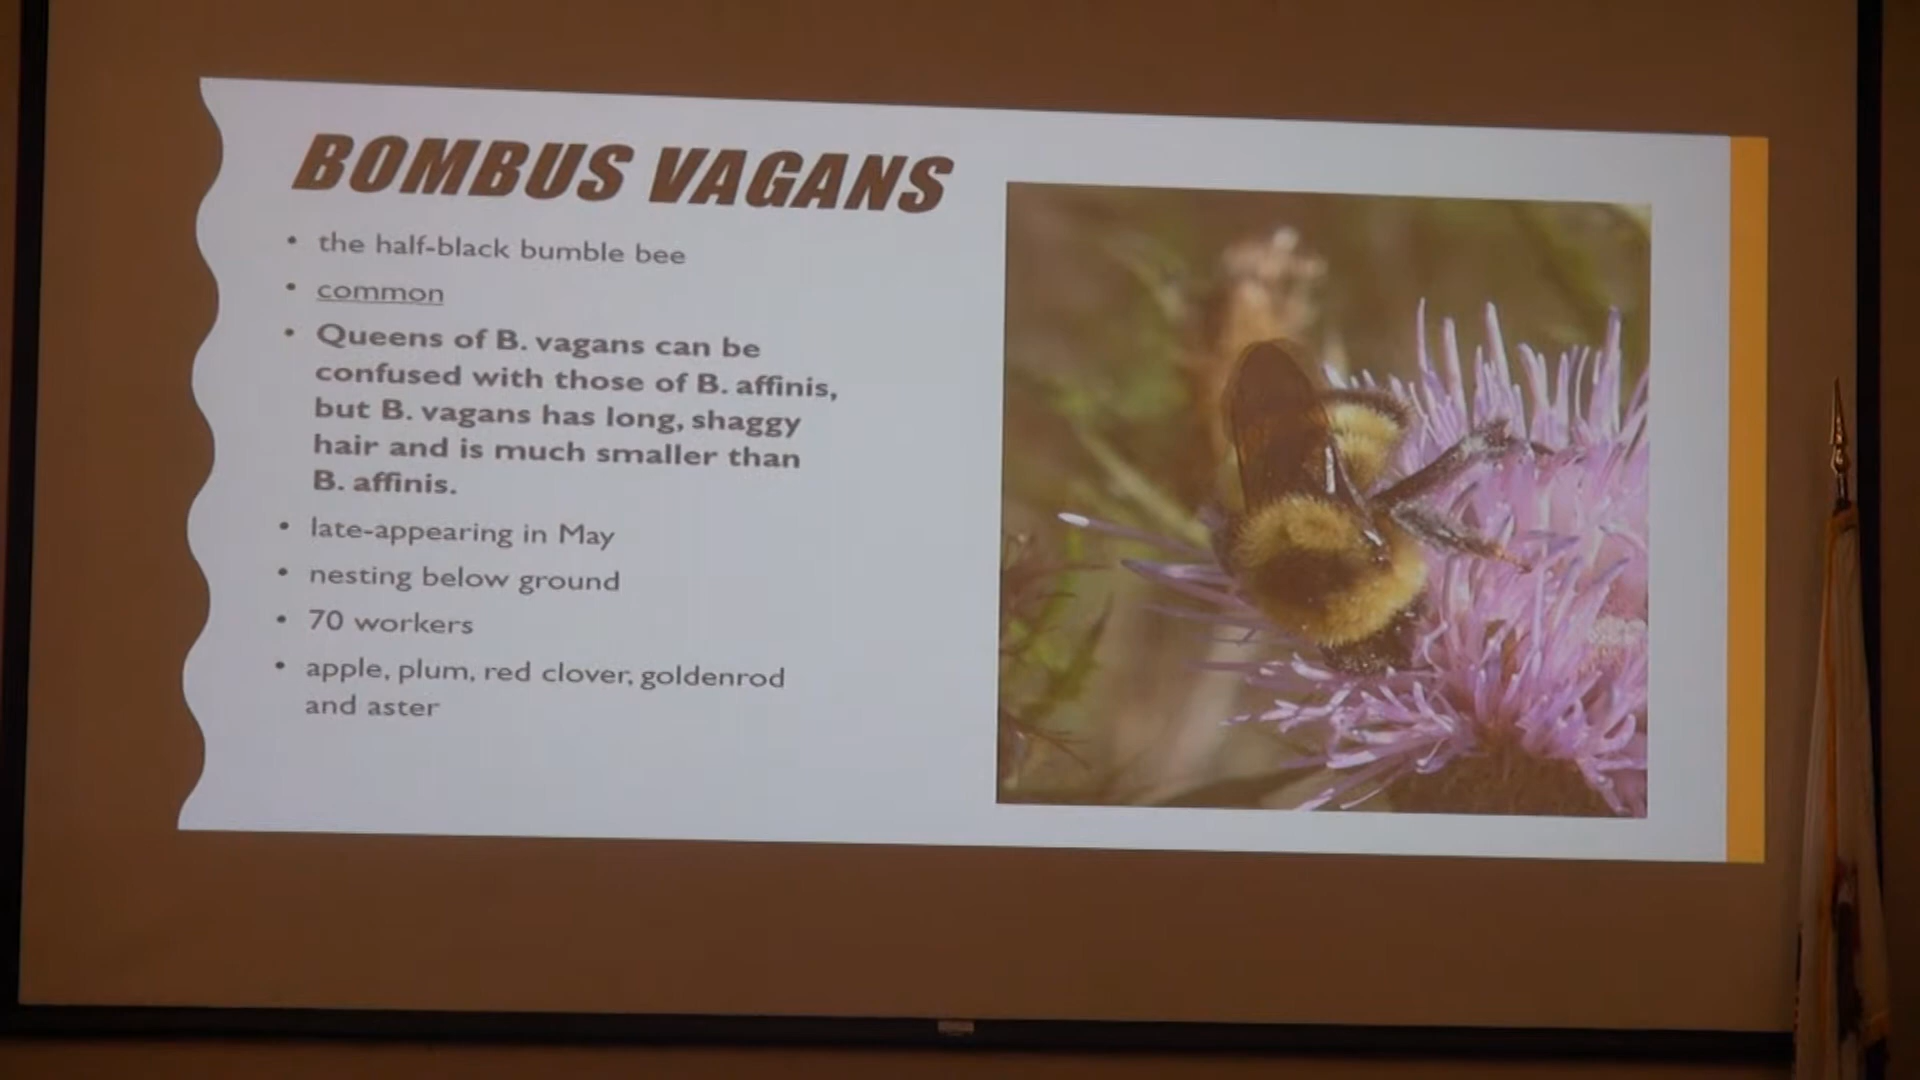 BOMBUS VAGANS
• the half-black bumble bee
• common
• Queens of B. vagans can be
confused with those of B. affinis,
but B. vagans has long, shaggy
hair and is much smaller than
B. affinis.
• late-appearing in May
• nesting below ground
• 70 workers
• apple, plum, red clover, goldenrod
and aster